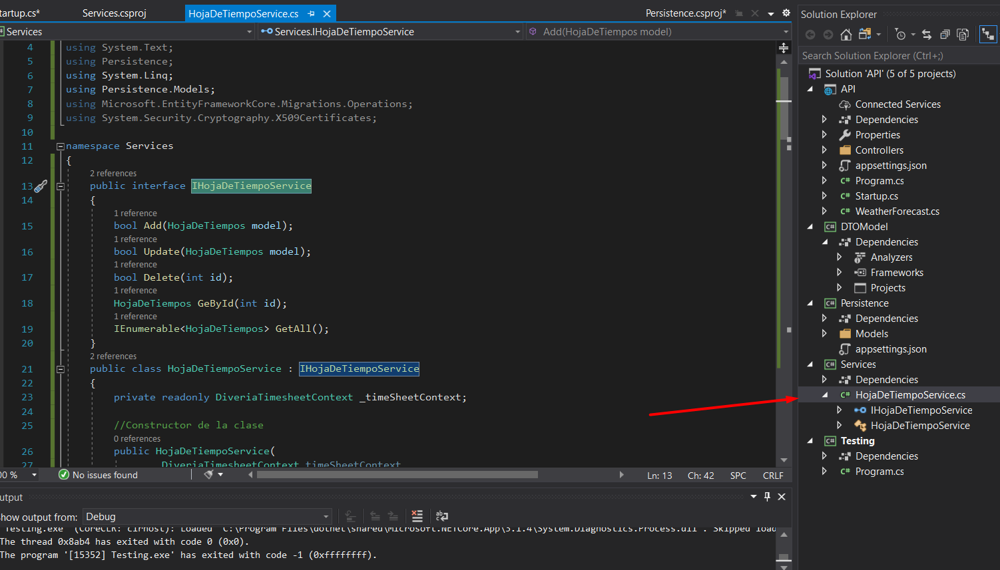 tartup.cs*
Services.csproj
HojaDeTiempoService.cs
Persistence.csproj*
Services
Services.IHojaDeTiempoService
Add(HojaDeTiempos model)
4 using System.Text;
5 using Persistence;
6 using System.Linq;
7 using Persistence.Models;
8 using Microsoft.EntityFrameworkCore.Migrations.Operations;
9 using System.Security.Cryptography.X509Certificates;
10
11 namespace Services
12 {
2 references
13 public interface IHojaDeTiempoService
14 {
1 reference
15 bool Add(HojaDeTiempos model);
1 reference
16 bool Update(HojaDeTiempos model);
1 reference
17 bool Delete(int id);
1 reference
18 HojaDeTiempos GeById(int id);
1 reference
19 IEnumerable<HojaDeTiempos> GetAll();
20 }
2 references
21 public class HojaDeTiempoService : IHojaDeTiempoService
22 {
23 private readonly DiveriaTimesheetContext _timeSheetContext;
24
25 //Constructor de la clase
0 references
26 public HojaDeTiempoService(
27 DiveriaTimesheetContext timeSheetContext
00 %
No issues found
Ln: 13 Ch: 42 SPC CRLF
utput
how output from: Debug
'Testing.exe' (CoreCLR: clrhost): Loaded 'C:\Program Files\dotnet\shared\Microsoft.NETCore.App\3.1.4\System.Diagnostics.Process.dll'. Skipped load
The thread 0x8ab4 has exited with code 0 (0x0).
The program '[15352] Testing.exe' has exited with code -1 (0xffffffff).
Solution Explorer
Search Solution Explorer (Ctrl+;)
Solution 'API' (5 of 5 projects)
API
Connected Services
Dependencies
Properties
Controllers
appsettings.json
C# Program.cs
C# Startup.cs
C# WeatherForecast.cs
C# DTOModel
Dependencies
Analyzers
Frameworks
Projects
C# Persistence
Dependencies
Models
appsettings.json
C# Services
Dependencies
C# HojaDeTiempoService.cs
IHojaDeTiempoService
HojaDeTiempoService
C# Testing
Dependencies
C# Program.cs